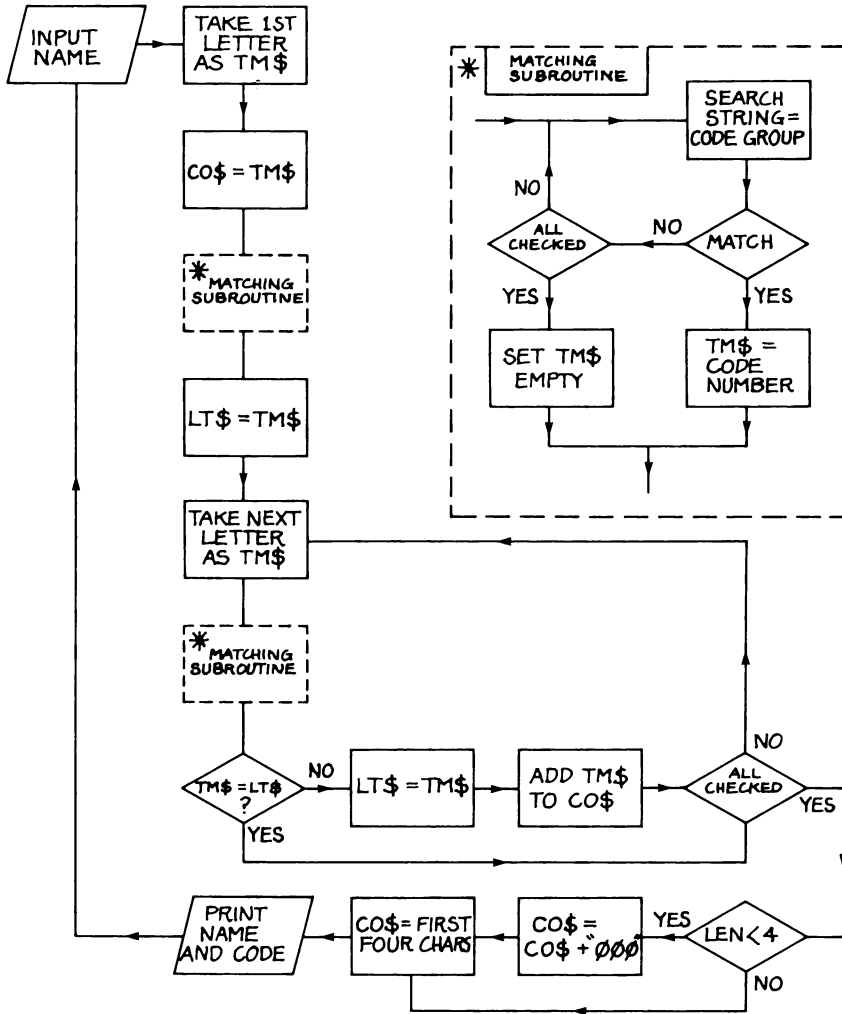 INPUT
NAME
TAKE 1ST
LETTER
AS TM$
CO$ = TM$
* MATCHING
SUBROUTINE
LT$ = TM$
TAKE NEXT
LETTER
AS TM$
* MATCHING
SUBROUTINE
TM$ = LT$
?
NO
YES
LT$ = TM$
ADD TM$
TO CO$
ALL
CHECKED
NO
YES
LEN < 4
YES
NO
CO$ =
CO$ + "ØØØ"
CO$ = FIRST
FOUR CHARS
PRINT
NAME
AND CODE
* MATCHING
SUBROUTINE
SEARCH
STRING =
CODE GROUP
MATCH
NO
YES
ALL
CHECKED
NO
YES
SET TM$
EMPTY
TM$ =
CODE
NUMBER